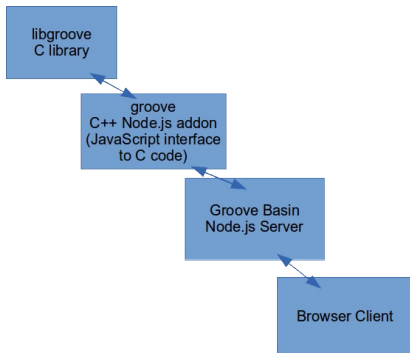 libgroove
C library
groove
C++ Node.js addon
(JavaScript interface
to C code)
Groove Basin
Node.js Server
Browser Client